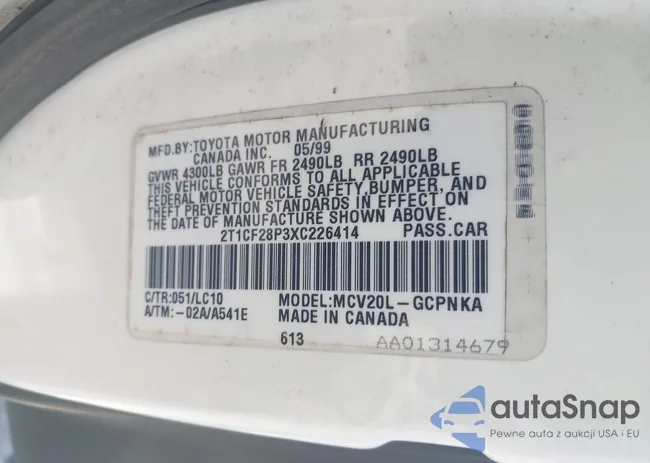 MFD.BY:TOYOTA MOTOR MANUFACTURING
CANADA INC. 05/99
GVWR 4300LB GAWR FR 2490LB RR 2490LB
THIS VEHICLE CONFORMS TO ALL APPLICABLE
FEDERAL MOTOR VEHICLE SAFETY,BUMPER, AND
THEFT PREVENTION STANDARDS IN EFFECT ON
THE DATE OF MANUFACTURE SHOWN ABOVE.
2T1CF28P3XC226414 PASS.CAR
C/TR:051/LC10 MODEL:MCV20L-GCPNKA
A/TM:-02A/A541E MADE IN CANADA
613
AA01314679
autaSnap
Pewne auta z aukcji USA i EU